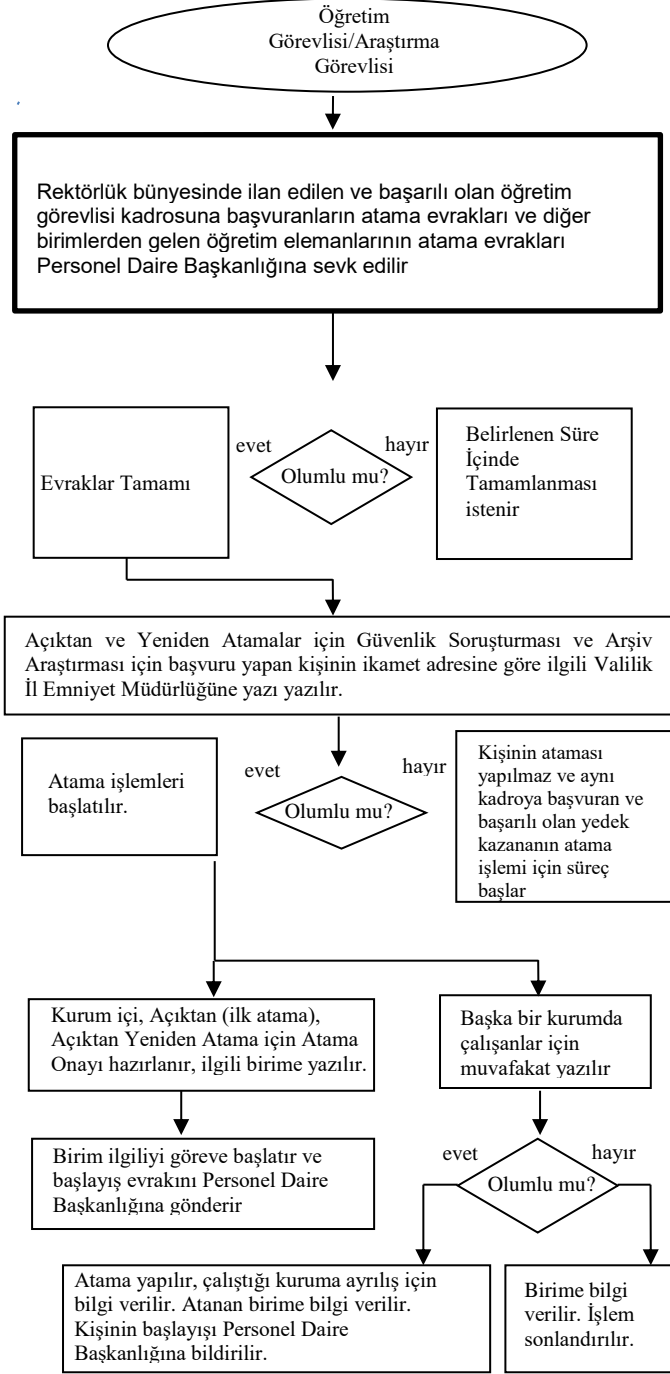 Öğretim
Görevlisi/Araştırma
Görevlisi
Rektörlük bünyesinde ilan edilen ve başarılı olan öğretim
görevlisi kadrosuna başvuranların atama evrakları ve diğer
birimlerden gelen öğretim elemanlarının atama evrakları
Personel Daire Başkanlığına sevk edilir
Evraklar Tamamı
evet
Olumlu mu?
hayır
Belirlenen Süre
İçinde
Tamamlanması
istenir
Açıktan ve Yeniden Atamalar için Güvenlik Soruşturması ve Arşiv
Araştırması için başvuru yapan kişinin ikamet adresine göre ilgili Valilik
İl Emniyet Müdürlüğüne yazı yazılır.
Atama işlemleri
başlatılır.
evet
Olumlu mu?
hayır
Kişinin ataması
yapılmaz ve aynı
kadroya başvuran ve
başarılı olan yedek
kazananın atama
işlemi için süreç
başlar
Kurum içi, Açıktan (ilk atama),
Açıktan Yeniden Atama için Atama
Onayı hazırlanır, ilgili birime yazılır.
Başka bir kurumda
çalışanlar için
muvafakat yazılır
Birim ilgiliyi göreve başlatır ve
başlayış evrakını Personel Daire
Başkanlığına gönderir
evet
Olumlu mu?
hayır
Atama yapılır, çalıştığı kuruma ayrılış için
bilgi verilir. Atanan birime bilgi verilir.
Kişinin başlayışı Personel Daire
Başkanlığına bildirilir.
Birime bilgi
verilir. İşlem
sonlandırılır.